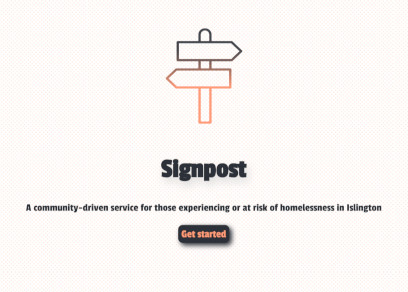 Signpost
A community-driven service for those experiencing or at risk of homelessness in Islington
Get started